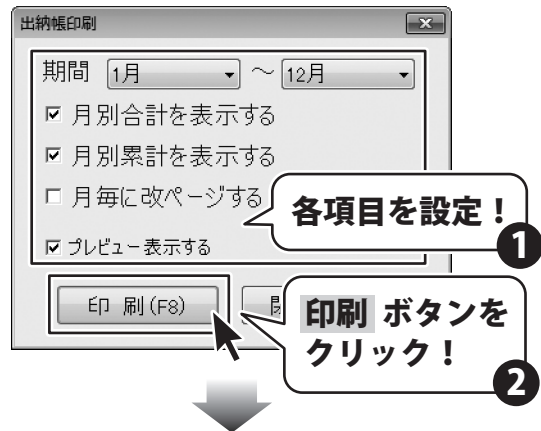 出納帳印刷
期間 1月 ～ 12月
月別合計を表示する
月別累計を表示する
月毎に改ページする
各項目を設定！
1
プレビュー表示する
印 刷(F8)
印刷 ボタンを
クリック！
2